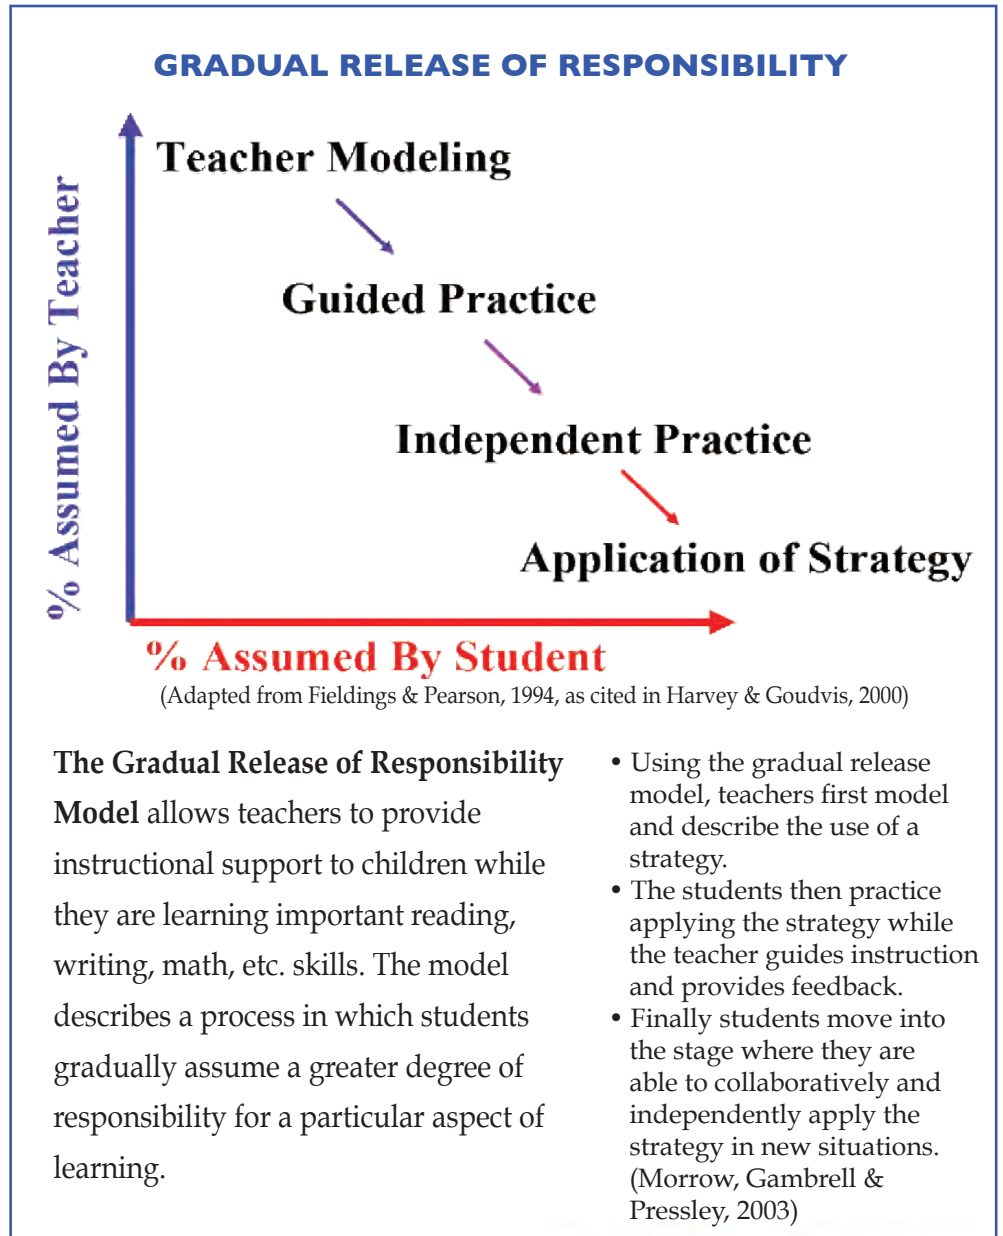 GRADUAL RELEASE OF RESPONSIBILITY
% Assumed By Teacher
Teacher Modeling
Guided Practice
Independent Practice
Application of Strategy
% Assumed By Student
(Adapted from Fieldings & Pearson, 1994, as cited in Harvey & Goudvis, 2000)
The Gradual Release of Responsibility
Model allows teachers to provide
instructional support to children while
they are learning important reading,
writing, math, etc. skills. The model
describes a process in which students
gradually assume a greater degree of
responsibility for a particular aspect of
learning.
• Using the gradual release
model, teachers first model
and describe the use of a
strategy.
• The students then practice
applying the strategy while
the teacher guides instruction
and provides feedback.
• Finally students move into
the stage where they are
able to collaboratively and
independently apply the
strategy in new situations.
(Morrow, Gambrell &
Pressley, 2003)